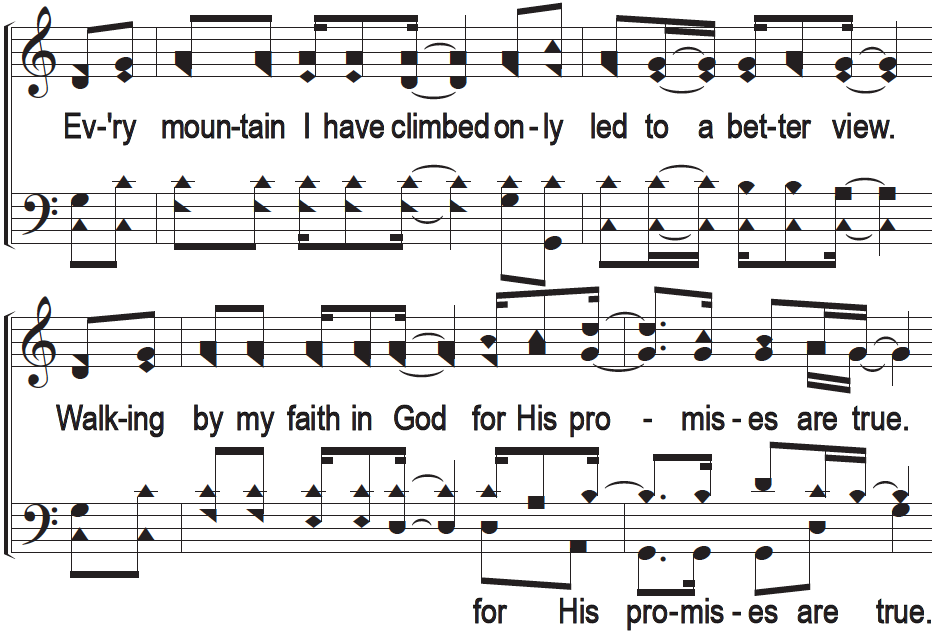 Ev-'ry moun-tain I have climbed on-ly led to a bet-ter view.
Walk-ing by my faith in God for His pro - mis - es are true.
for His pro-mis - es are true.